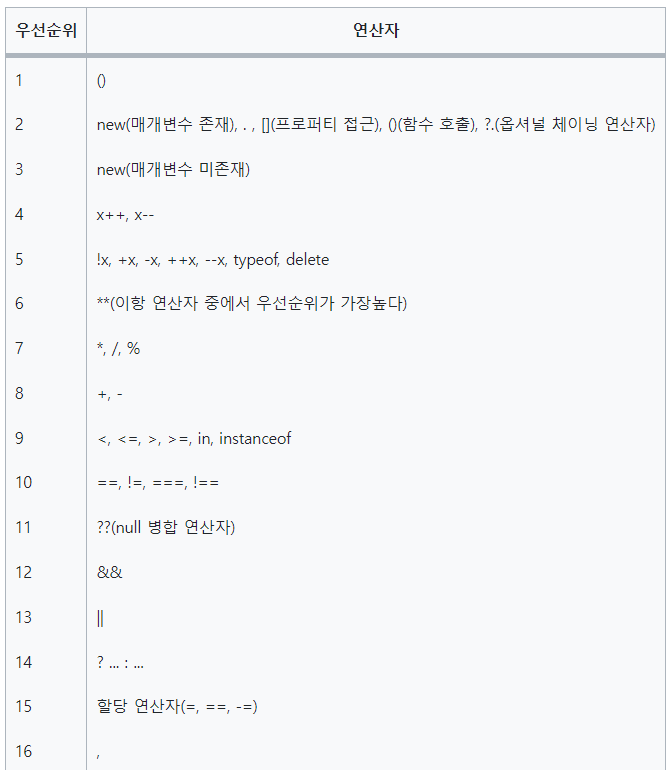 우선순위 연산자
1 ()
2 new(매개변수 존재), . , [](프로퍼티 접근), ()(함수 호출), ?.(옵셔널 체이닝 연산자)
3 new(매개변수 미존재)
4 x++, x--
5 !x, +x, -x, ++x, --x, typeof, delete
6 **(이항 연산자 중에서 우선순위가 가장높다)
7 *, /, %
8 +, -
9 <, <=, >, >=, in, instanceof
10 ==, !=, ===, !==
11 ??(null 병합 연산자)
12 &&
13 ||
14 ? ... : ...
15 할당 연산자(=, ==, -=)
16 ,